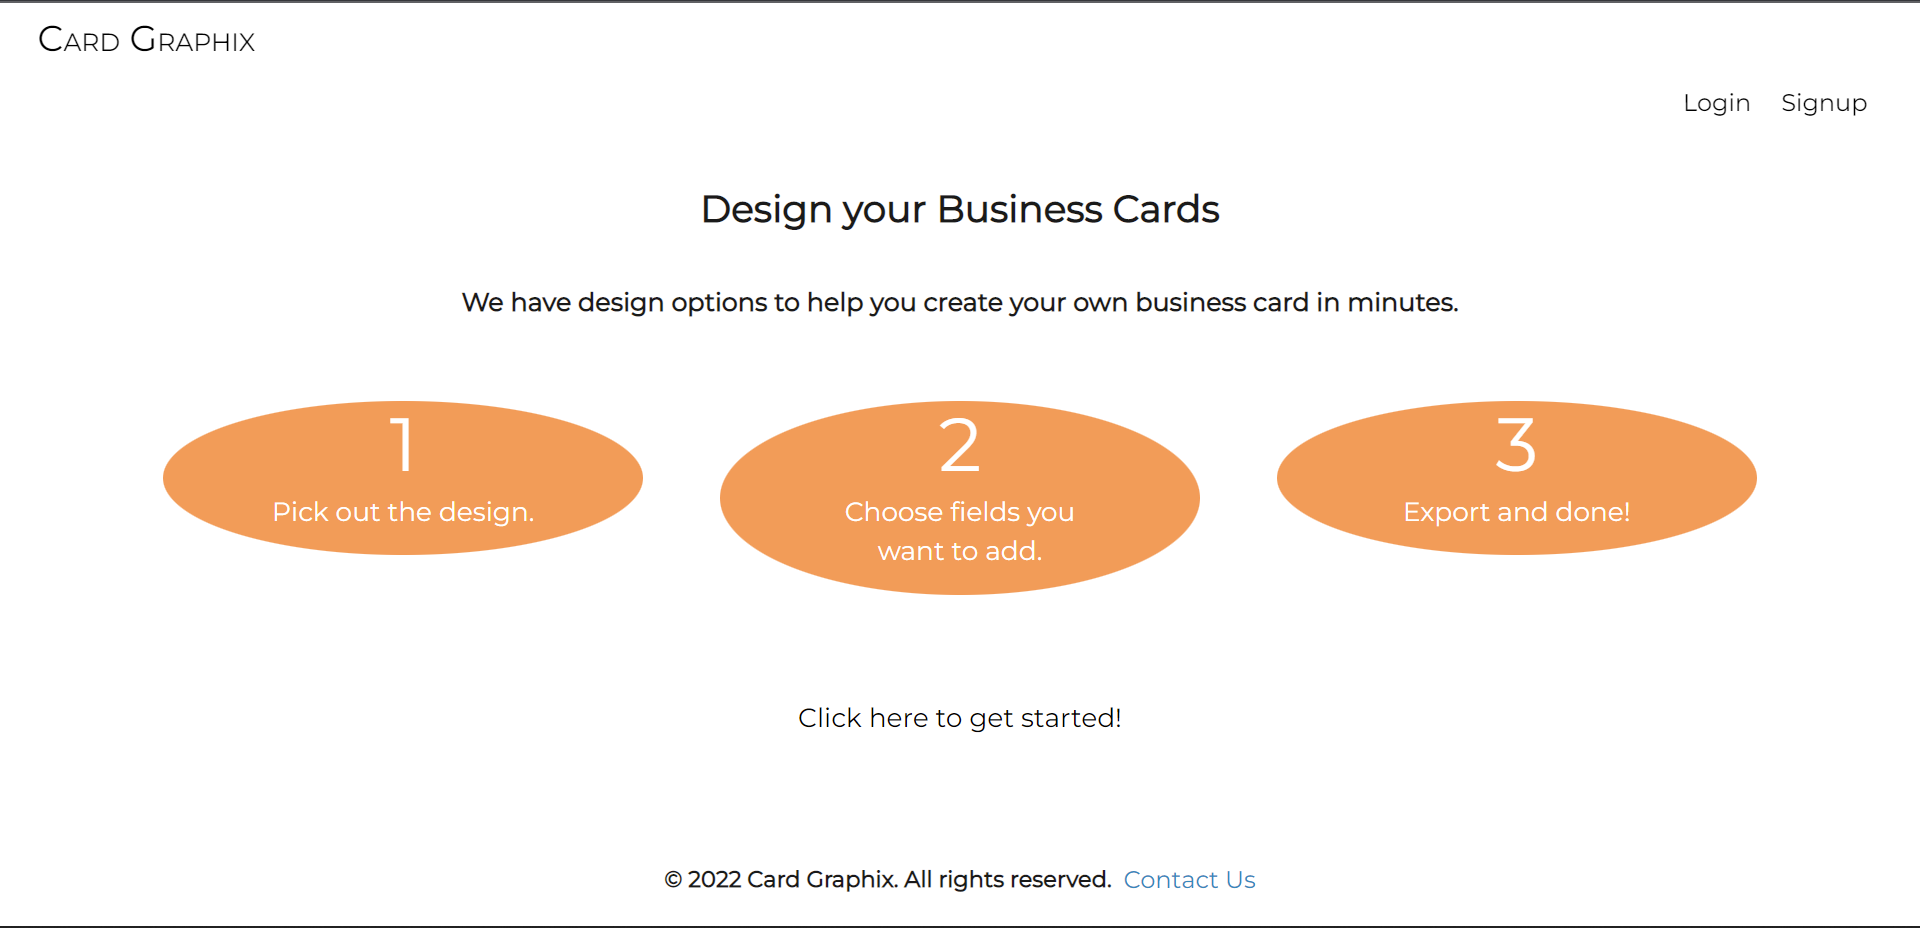 Card Graphix
Login Signup
Design your Business Cards
We have design options to help you create your own business card in minutes.
1
Pick out the design.
2
Choose fields you
want to add.
3
Export and done!
Click here to get started!
© 2022 Card Graphix. All rights reserved. Contact Us